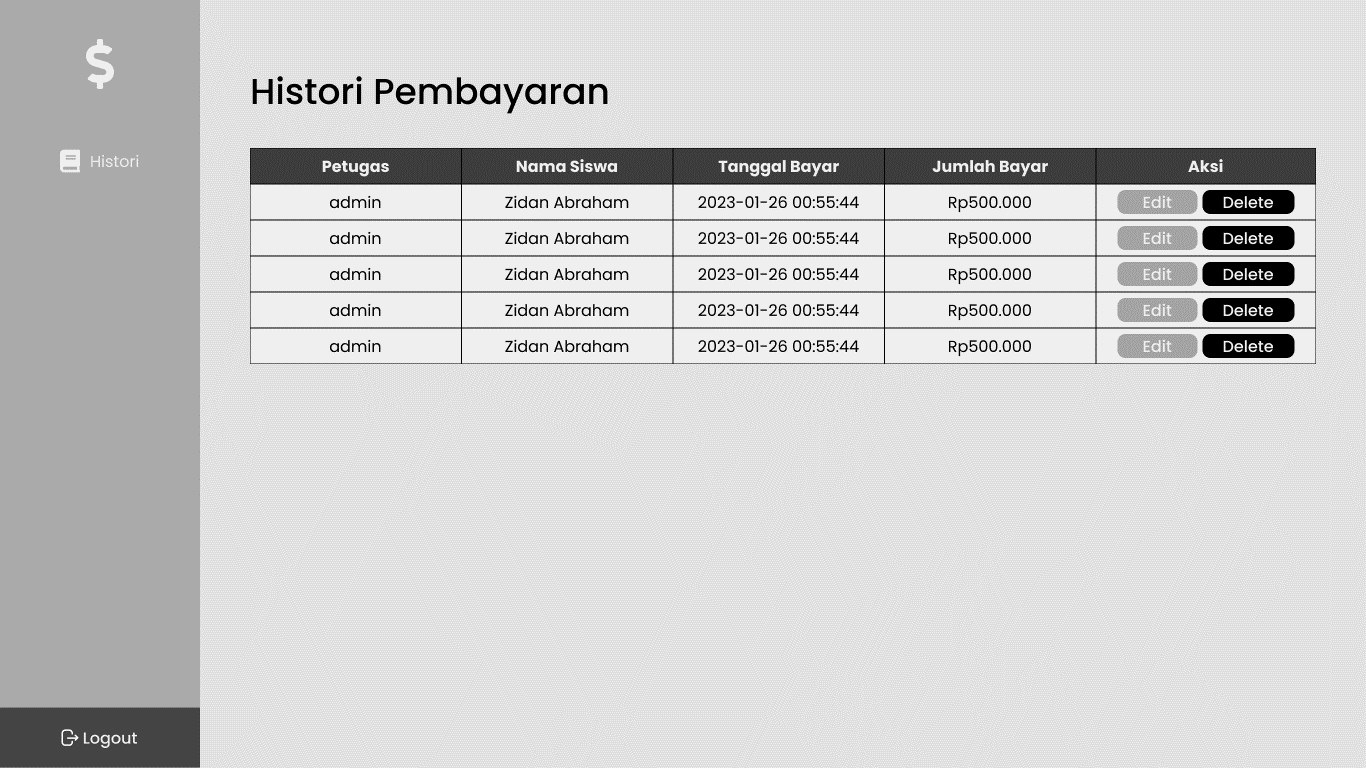 $
Histori Pembayaran
Histori
Petugas Nama Siswa Tanggal Bayar Jumlah Bayar Aksi
admin Zidan Abraham 2023-01-26 00:55:44 Rp500.000 Edit Delete
admin Zidan Abraham 2023-01-26 00:55:44 Rp500.000 Edit Delete
admin Zidan Abraham 2023-01-26 00:55:44 Rp500.000 Edit Delete
admin Zidan Abraham 2023-01-26 00:55:44 Rp500.000 Edit Delete
admin Zidan Abraham 2023-01-26 00:55:44 Rp500.000 Edit Delete
Logout